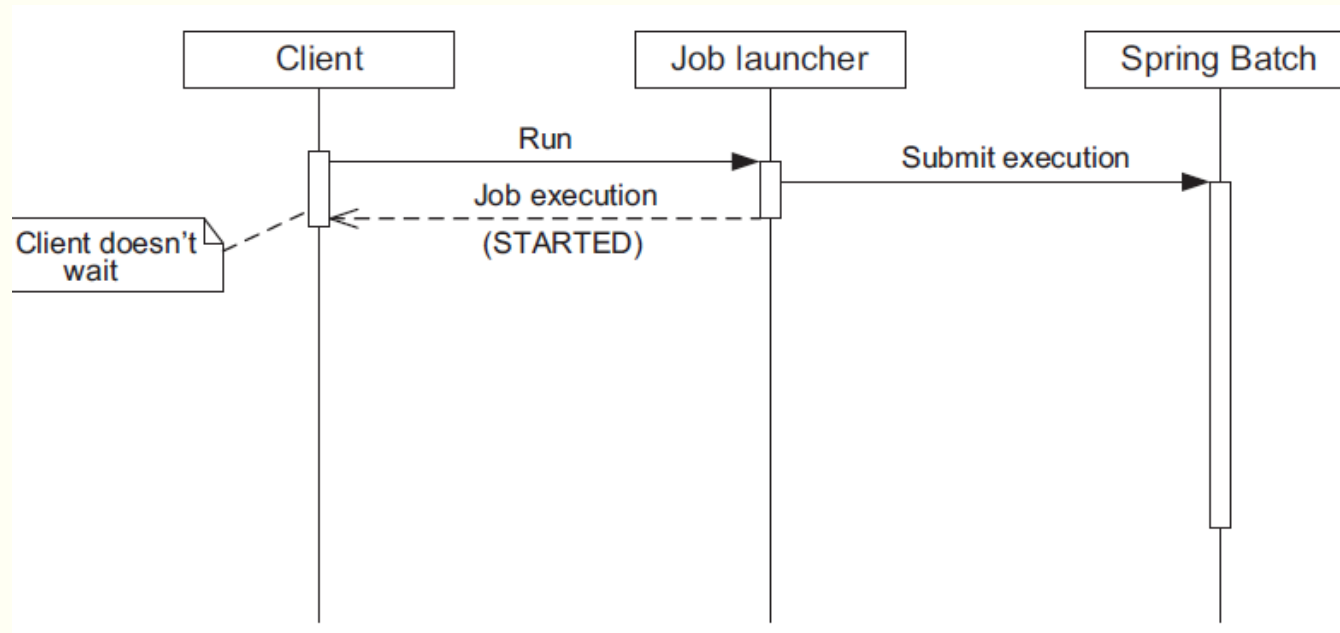 Client
Job launcher
Spring Batch
Run
Submit execution
Job execution
(STARTED)
Client doesn't
wait